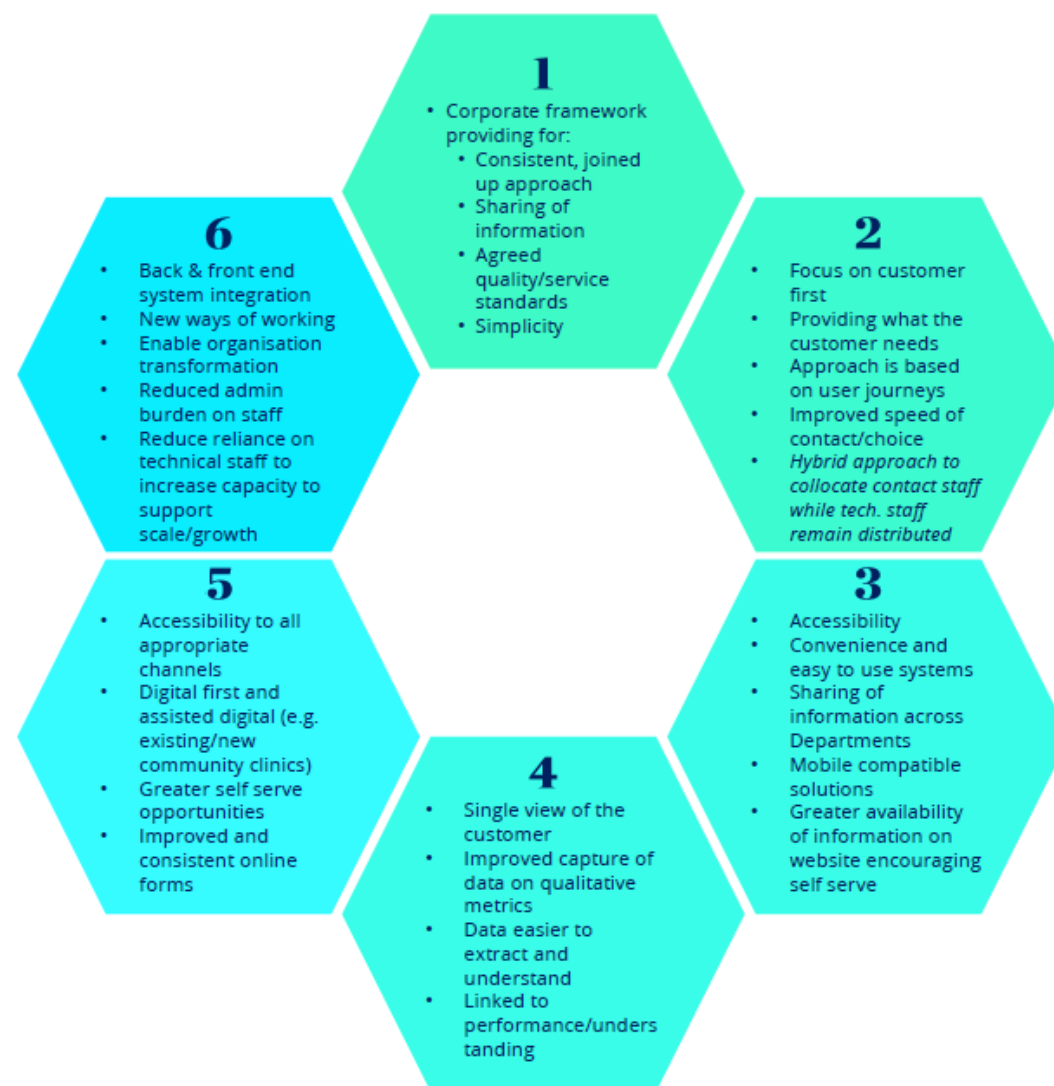 1
• Corporate framework
providing for:
• Consistent, joined
up approach
• Sharing of
information
• Agreed
quality/service
standards
• Simplicity
2
• Focus on customer
first
• Providing what the
customer needs
• Approach is based
on user journeys
• Improved speed of
contact/choice
• Hybrid approach to
collocate contact staff
while tech. staff
remain distributed
3
• Accessibility
• Convenience and
easy to use systems
• Sharing of
information across
Departments
• Mobile compatible
solutions
• Greater availability
of information on
website encouraging
self serve
4
• Single view of the
customer
• Improved capture of
data on qualitative
metrics
• Data easier to
extract and
understand
• Linked to
performance/unders
tanding
5
• Accessibility to all
appropriate
channels
• Digital first and
assisted digital (e.g.
existing/new
community clinics)
• Greater self serve
opportunities
• Improved and
consistent online
forms
6
• Back & front end
system integration
• New ways of working
• Enable organisation
transformation
• Reduced admin
burden on staff
• Reduce reliance on
technical staff to
increase capacity to
support
scale/growth